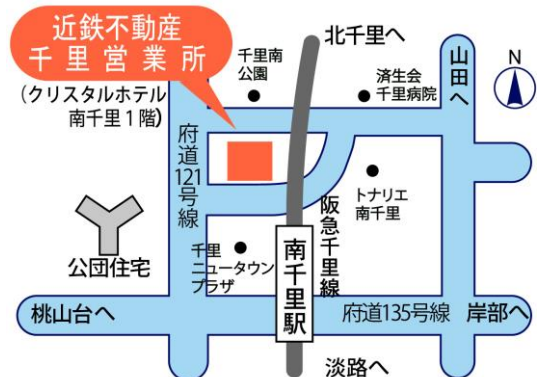 近鉄不動産
千里営業所
(クリスタルホテル
南千里1階)
北千里へ
千里南
公園
済生会
千里病院
山田へ
N
府道121号線
トナリエ
南千里
阪急千里線
公団住宅
千里
ニュータウン
プラザ
南千里駅
桃山台へ
府道135号線
岸部へ
淡路へ